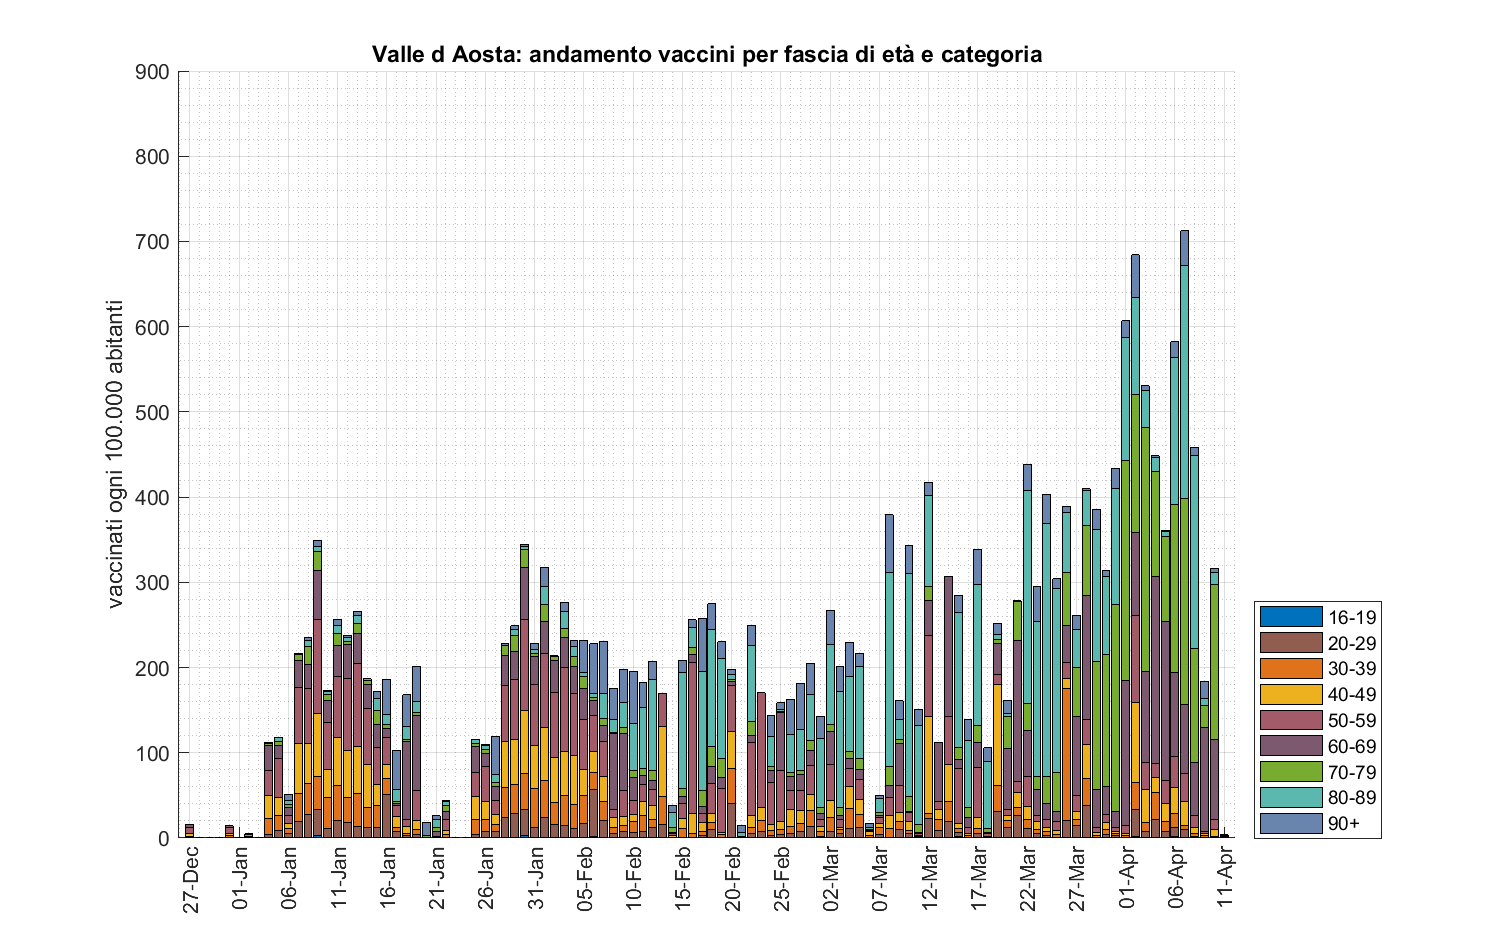 Valle d Aosta: andamento vaccini per fascia di età e categoria
vaccinati ogni 100.000 abitanti
900
800
700
600
500
400
300
200
100
0
27-Dec
01-Jan
06-Jan
11-Jan
16-Jan
21-Jan
26-Jan
31-Jan
05-Feb
10-Feb
15-Feb
20-Feb
25-Feb
02-Mar
07-Mar
12-Mar
17-Mar
22-Mar
27-Mar
01-Apr
06-Apr
11-Apr
16-19
20-29
30-39
40-49
50-59
60-69
70-79
80-89
90+